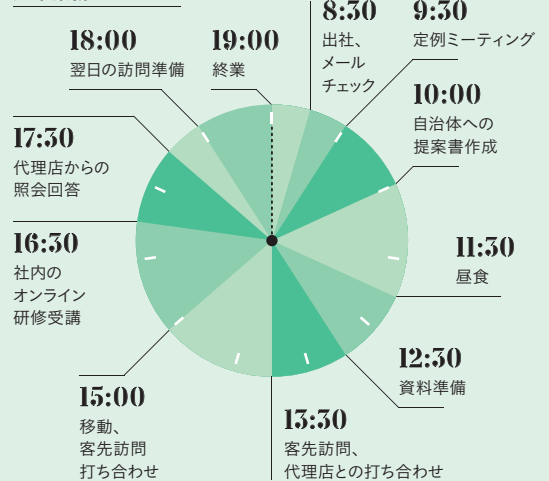 8:30
出社、
メール
チェック
9:30
定例ミーティング
10:00
自治体への
提案書作成
11:30
昼食
12:30
資料準備
13:30
客先訪問、
代理店との打ち合わせ
15:00
移動、
客先訪問
打ち合わせ
16:30
社内の
オンライン
研修受講
17:30
代理店からの
照会回答
18:00
翌日の訪問準備
19:00
終業